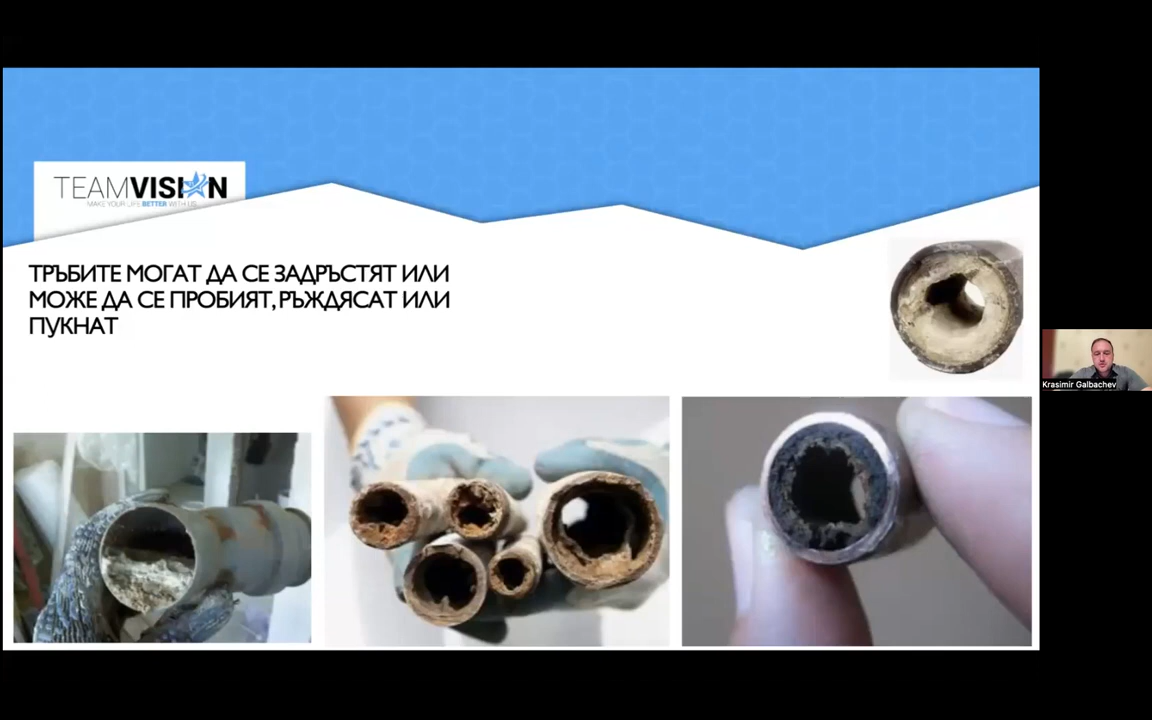 TEAMVISION
MAKE YOUR LIFE BETTER WITH US
ТРЪБИТЕ МОГАТ ДА СЕ ЗАДРЪСТЯТ ИЛИ
МОЖЕ ДА СЕ ПРОБИЯТ, РЪЖДЯСАТ ИЛИ
ПУКНАТ
Krasimir Galbachev